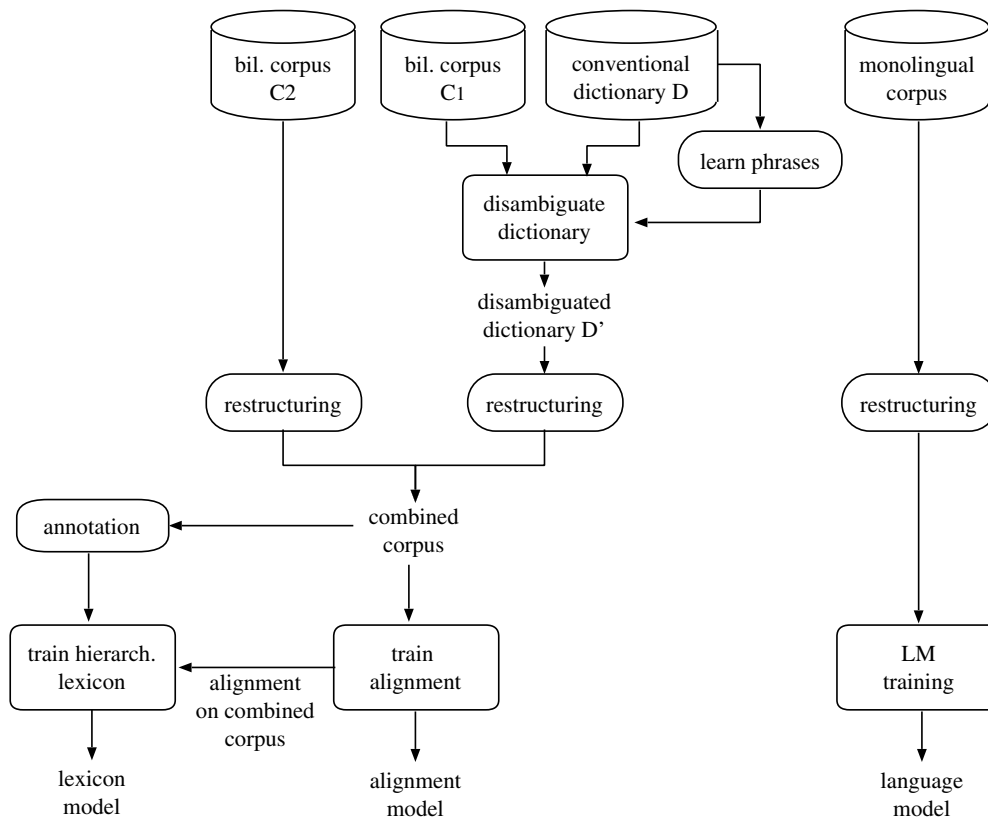 bil. corpus
C2
bil. corpus
C1
conventional
dictionary D
monolingual
corpus
learn phrases
disambiguate
dictionary
disambiguated
dictionary D’
restructuring
restructuring
restructuring
annotation
combined
corpus
train hierarch.
lexicon
alignment
on combined
corpus
train
alignment
LM
training
lexicon
model
alignment
model
language
model